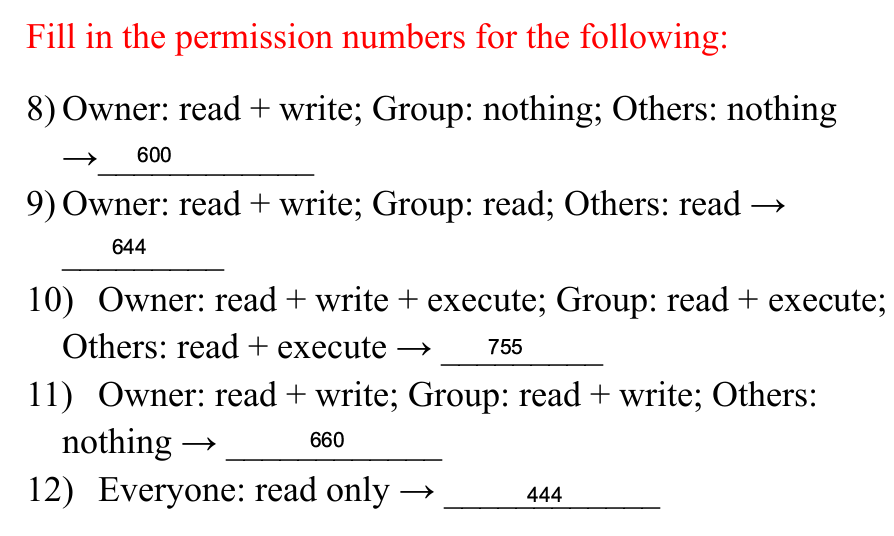 Fill in the permission numbers for the following:
8) Owner: read + write; Group: nothing; Others: nothing
→ 600
9) Owner: read + write; Group: read; Others: read →
644
10) Owner: read + write + execute; Group: read + execute;
Others: read + execute → 755
11) Owner: read + write; Group: read + write; Others:
nothing → 660
12) Everyone: read only → 444